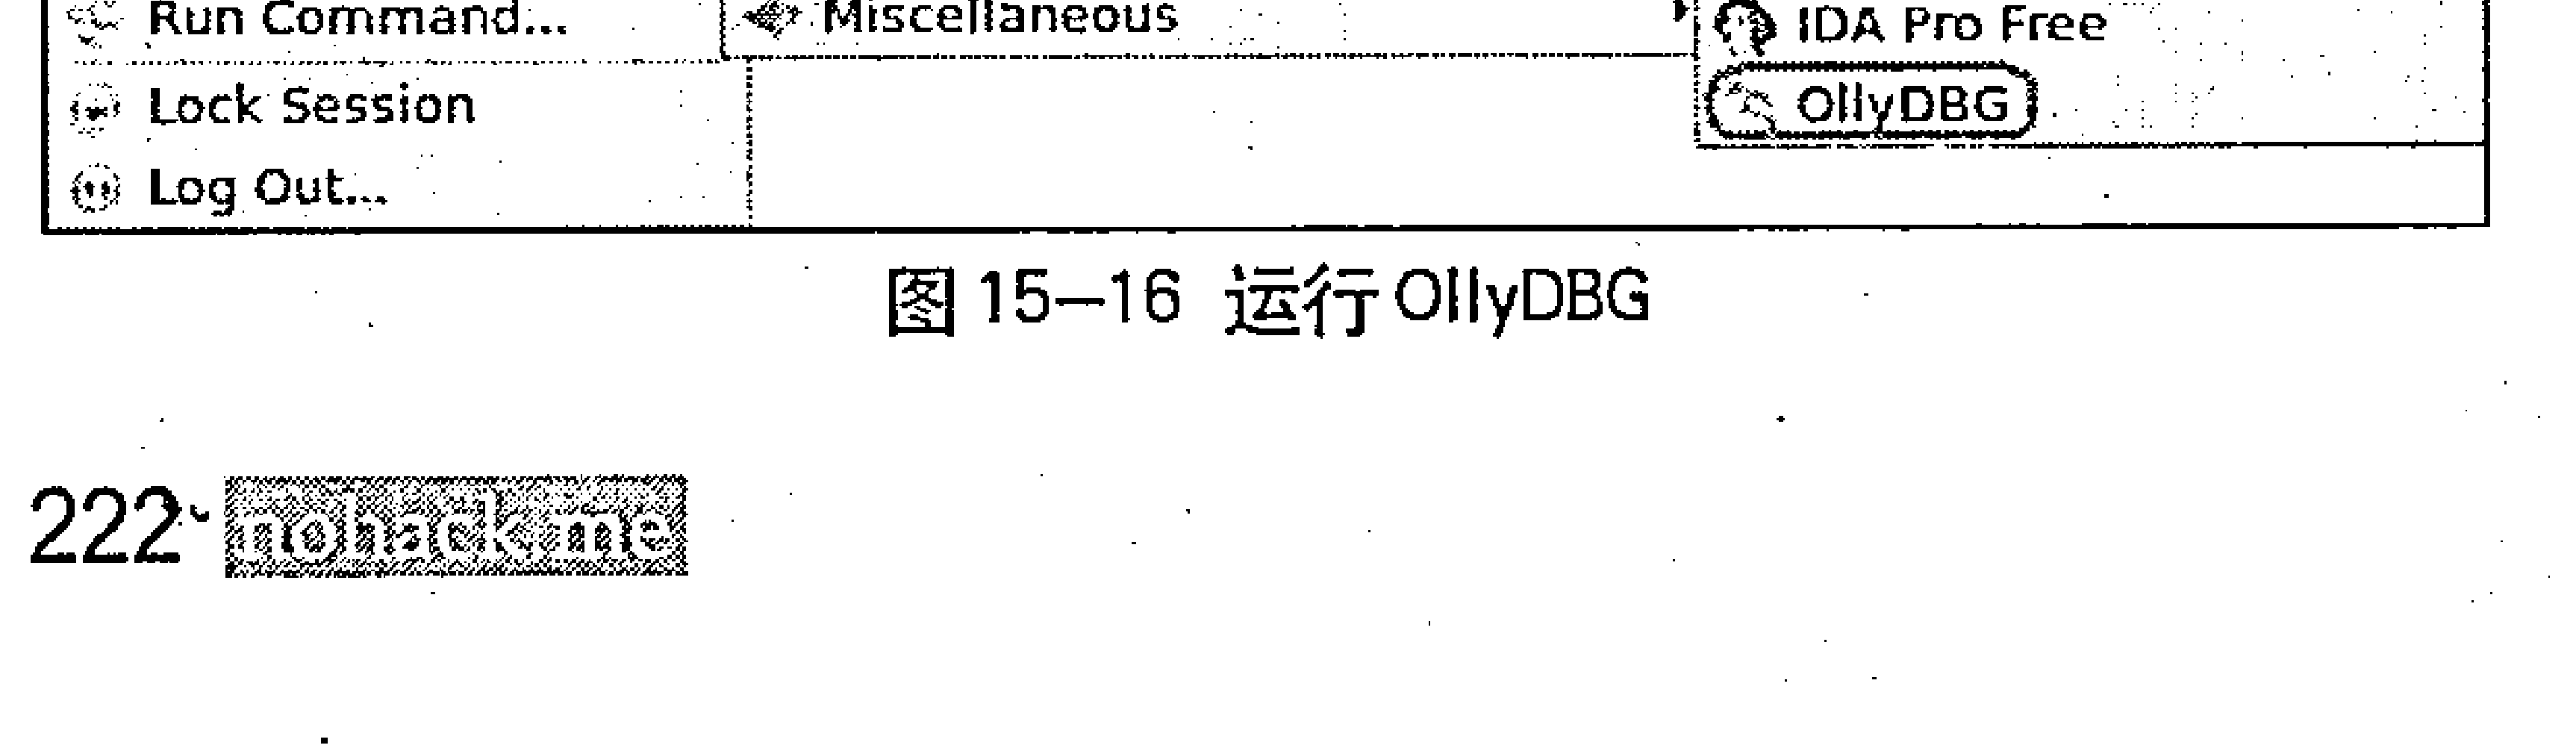 Run Command...
Miscellaneous
IDA Pro Free
Lock Session
OllyDBG
Log Out...
图 15-16 运行 OllyDBG
222 nohack me